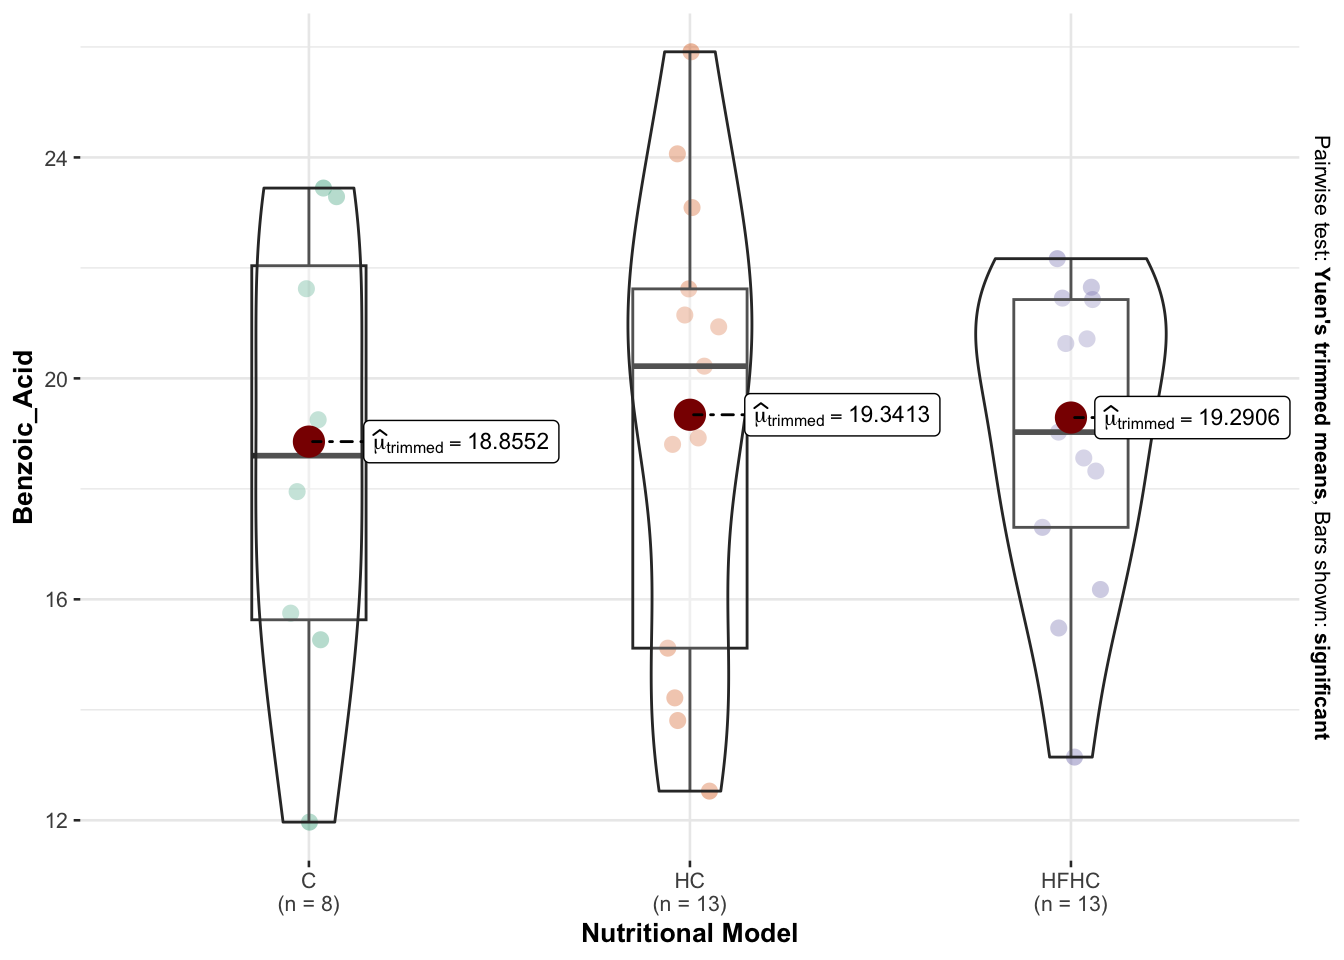 24
20
16
12
Benzoic_Acid
μ̂trimmed = 18.8552
μ̂trimmed = 19.3413
μ̂trimmed = 19.2906
C
(n = 8)
HC
(n = 13)
HFHC
(n = 13)
Nutritional Model
Pairwise test: Yuen's trimmed means, Bars shown: significant